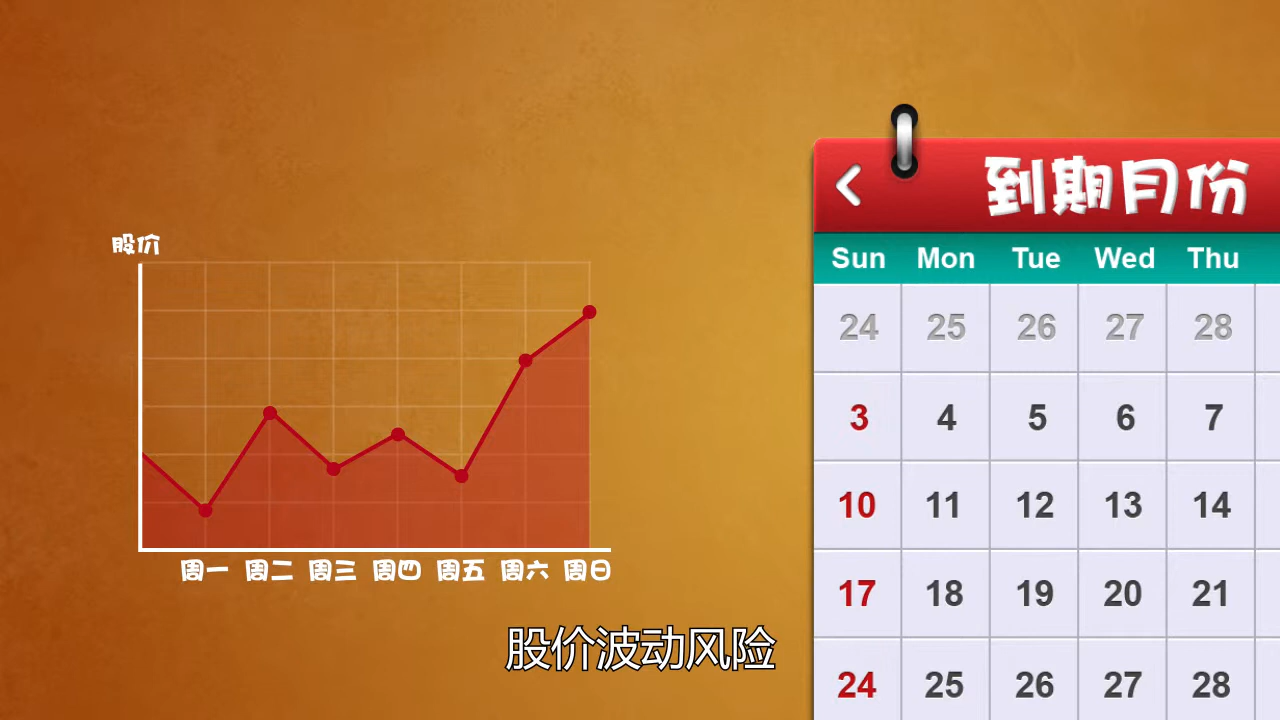 股价
周一 周二 周三 周四 周五 周六 周日
到期月份
Sun Mon Tue Wed Thu
24 25 26 27 28
3 4 5 6 7
10 11 12 13 14
17 18 19 20 21
24 25 26 27 28
股价波动风险